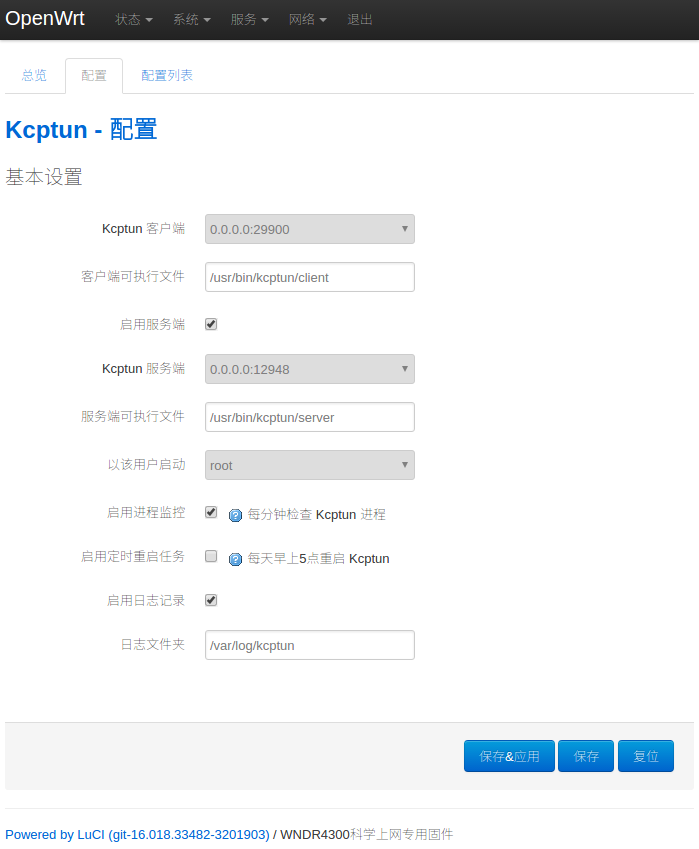 OpenWrt 状态 系统 服务 网络 退出
总览 配置 配置列表
Kcptun - 配置
基本设置
Kcptun 客户端 0.0.0.0:29900
客户端可执行文件 /usr/bin/kcptun/client
启用服务端
Kcptun 服务端 0.0.0.0:12948
服务端可执行文件 /usr/bin/kcptun/server
以该用户启动 root
启用进程监控 每分钟检查 Kcptun 进程
启用定时重启任务 每天早上5点重启 Kcptun
启用日志记录
日志文件夹 /var/log/kcptun
保存&应用 保存 复位
Powered by LuCI (git-16.018.33482-3201903) / WNDR4300科学上网专用固件